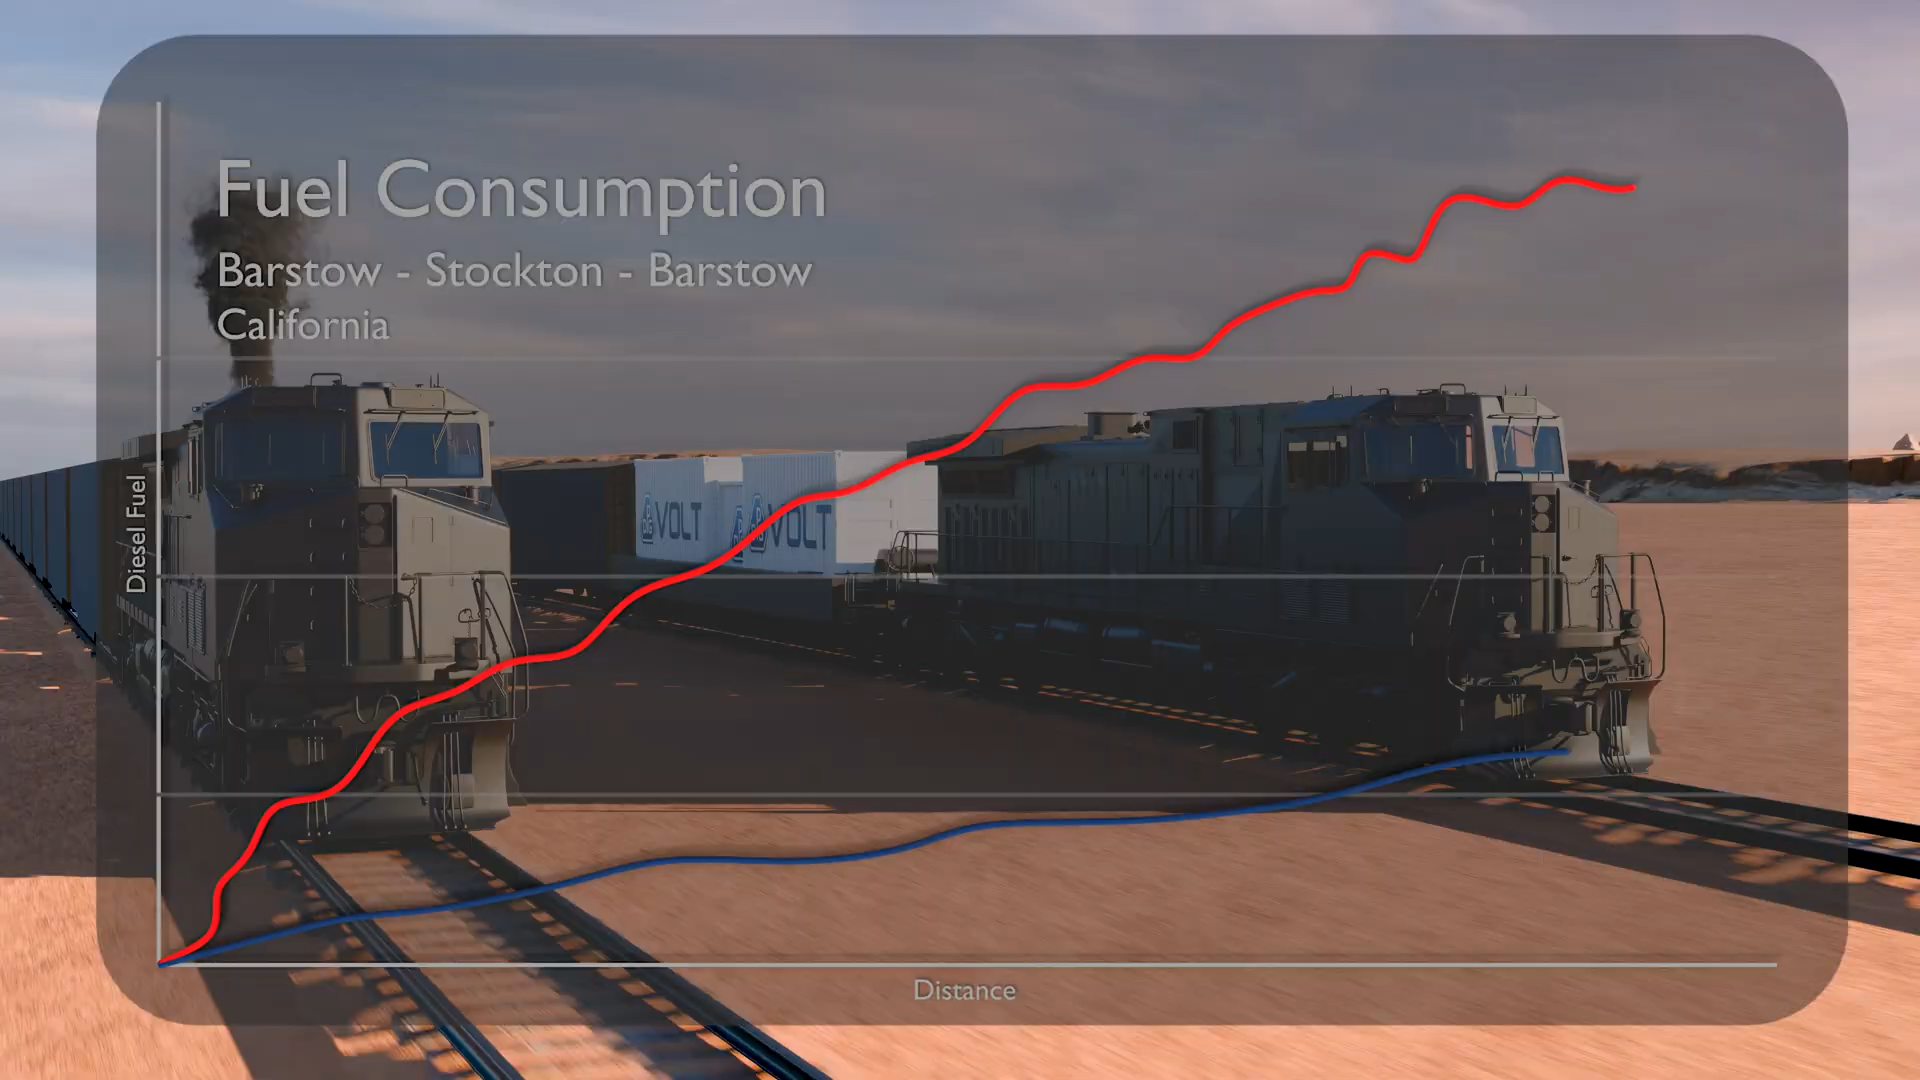 Fuel Consumption
Barstow - Stockton - Barstow
California
Diesel Fuel
VOLT
VOLT
Distance